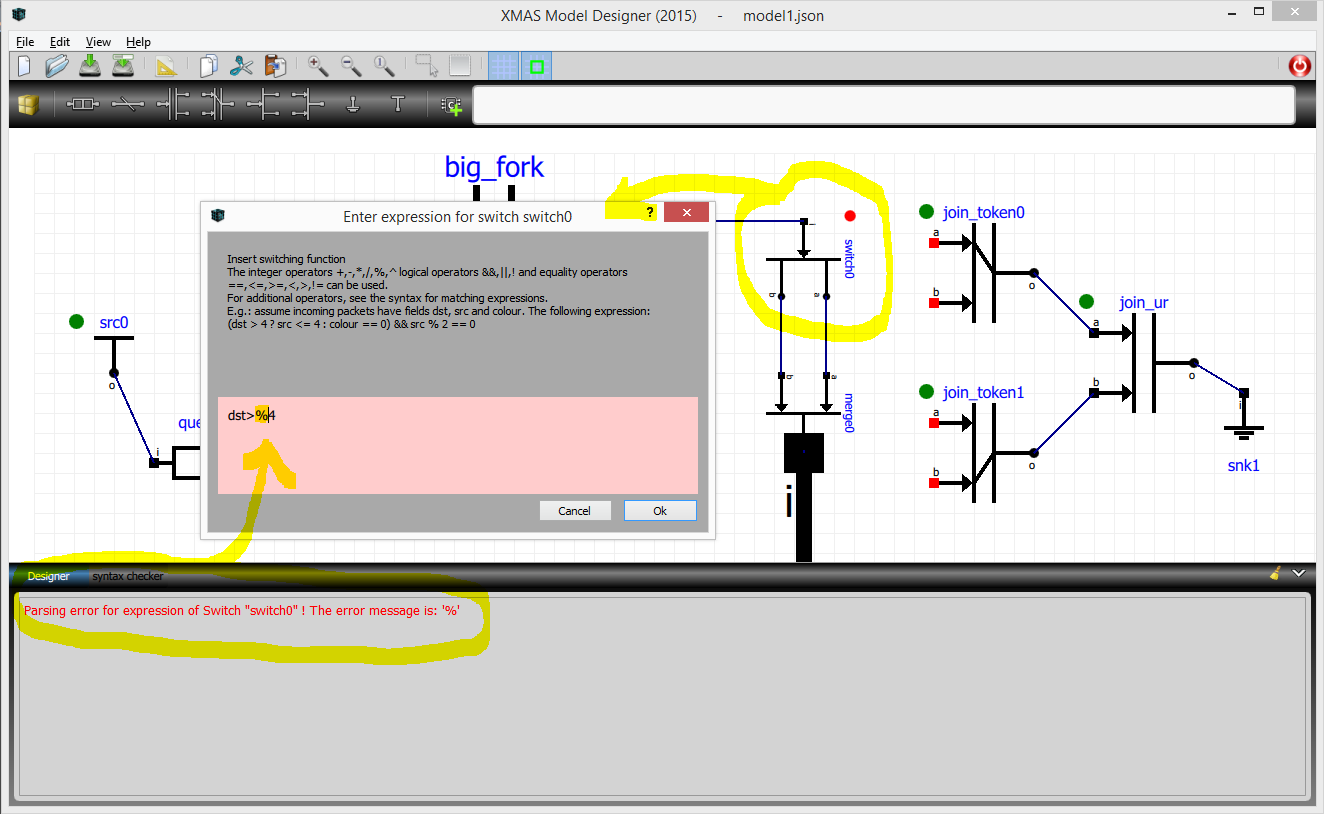 XMAS Model Designer (2015) - model1.json
File Edit View Help
big_fork
Enter expression for switch switch0
?
Insert switching function
The integer operators +,-,*,/,%,^ logical operators &&,||,! and equality operators
==,<=,>=,<,>,!= can be used.
For additional operators, see the syntax for matching expressions.
E.g.: assume incoming packets have fields dst, src and colour. The following expression:
(dst > 4 ? src <= 4 : colour == 0) && src % 2 == 0
dst>%4
Cancel Ok
src0
o
que
i
i
switch0
b a
b a
merge0
i
join_token0
a
b
o
join_ur
a
b
o
join_token1
a
b
o
i
snk1
Designer syntax checker
Parsing error for expression of Switch "switch0" ! The error message is: '%'